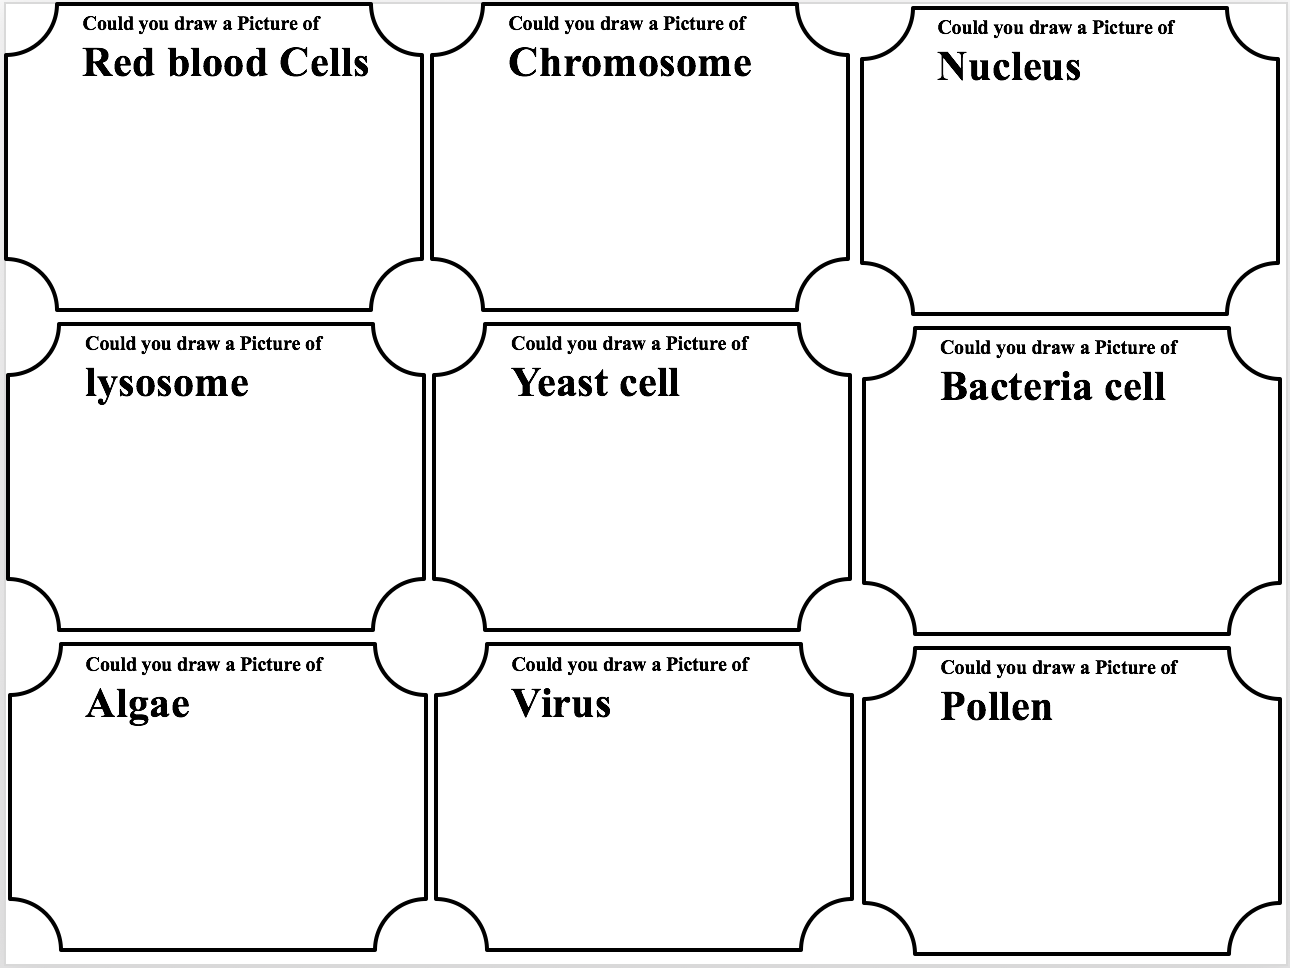 Could you draw a Picture of
Red blood Cells
Could you draw a Picture of
Chromosome
Could you draw a Picture of
Nucleus
Could you draw a Picture of
lysosome
Could you draw a Picture of
Yeast cell
Could you draw a Picture of
Bacteria cell
Could you draw a Picture of
Algae
Could you draw a Picture of
Virus
Could you draw a Picture of
Pollen